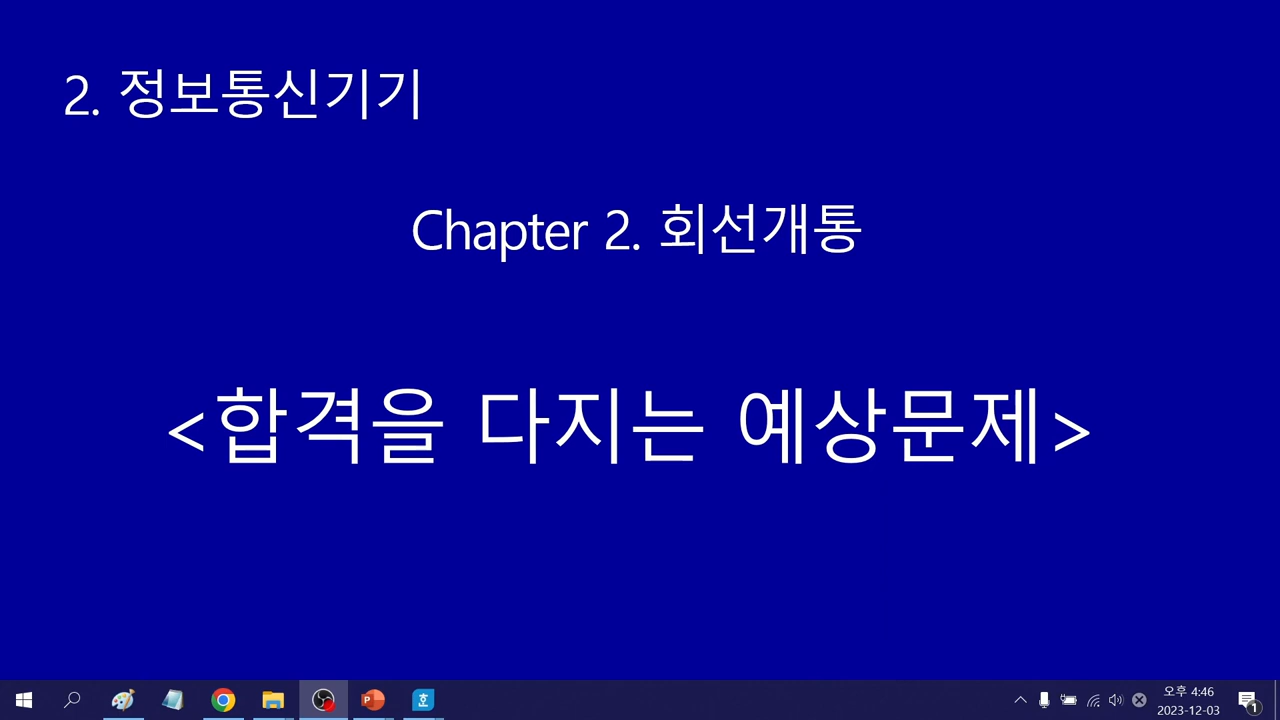 2. 정보통신기기
Chapter 2. 회선개통
<합격을 다지는 예상문제>
오후 4:46
2023-12-03
1